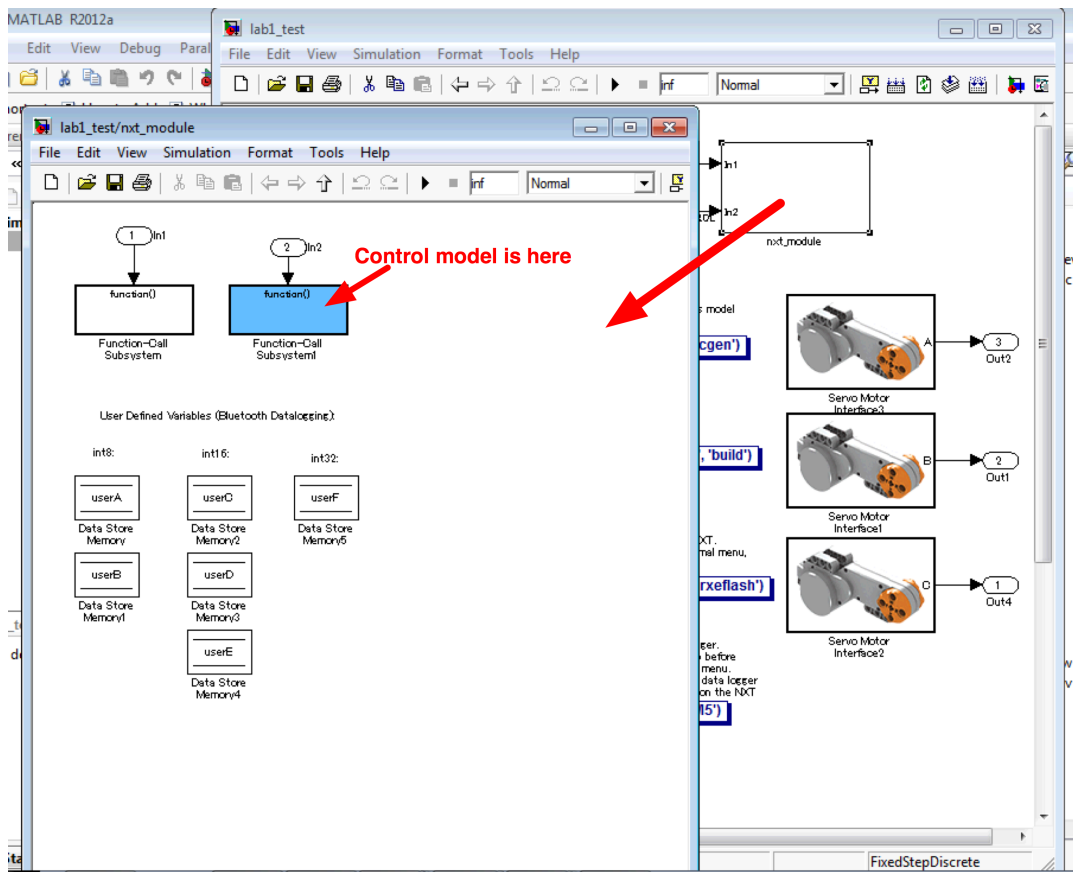 MATLAB R2012a
Edit View Debug Paral
lab1_test
File Edit View Simulation Format Tools Help
inf
Normal
lab1_test/nxt_module
File Edit View Simulation Format Tools Help
inf
Normal
In1
In2
nxt_module
1
In1
2
In2
Control model is here
function()
function()
Function-Call
Subsystem
Function-Call
Subsystem1
User Defined Variables (Bluetooth Datalogging):
int8:
int16:
int32:
userA
userC
userF
Data Store
Memory
Data Store
Memory2
Data Store
Memory5
userB
userD
Data Store
Memory1
Data Store
Memory3
userE
Data Store
Memory4
s model
cgen')
, 'build')
XT.
nal menu,
rxeflash')
ger.
before
menu.
data logger
on the NXT
15')
A
3
Out2
Servo Motor
Interface3
B
2
Out1
Servo Motor
Interface1
C
1
Out4
Servo Motor
Interface2
FixedStepDiscrete